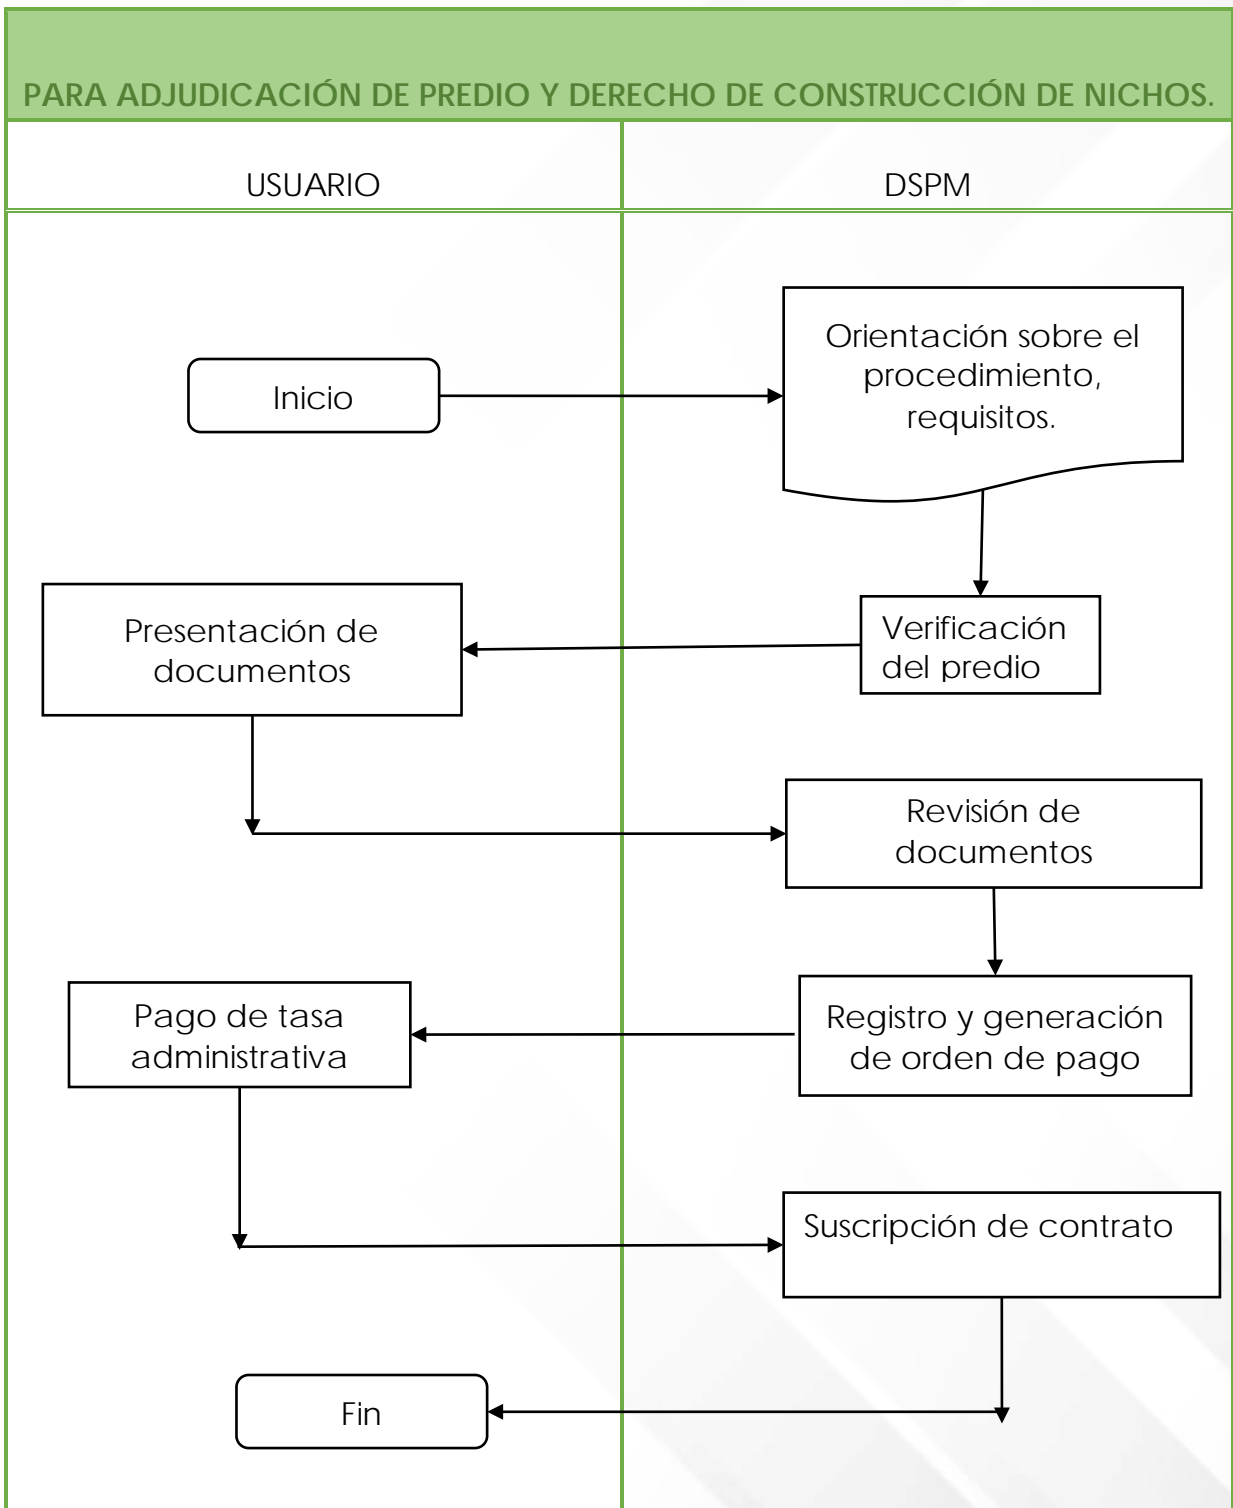 PARA ADJUDICACIÓN DE PREDIO Y DERECHO DE CONSTRUCCIÓN DE NICHOS.
USUARIO
DSPM
Orientación sobre el
procedimiento,
requisitos.
Inicio
Verificación
del predio
Presentación de
documentos
Revisión de
documentos
Registro y generación
de orden de pago
Pago de tasa
administrativa
Suscripción de contrato
Fin